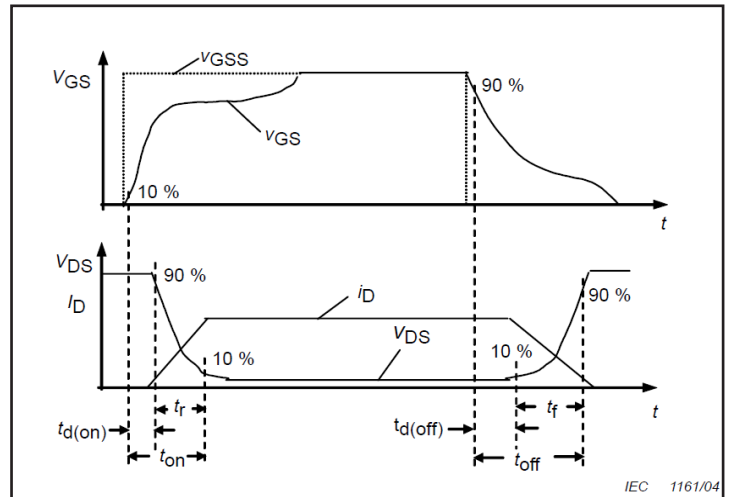 vGSS
VGS
90 %
vGS
10 %
t
VDS
90 %
ID
iD
90 %
VDS
10 %
10 %
tr
tf
t
td(on)
td(off)
ton
toff
IEC 1161/04